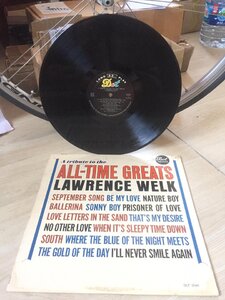 Dot
A tribute to the...
ALL-TIME GREATS
LAWRENCE WELK
SEPTEMBER SONG BE MY LOVE NATURE BOY
BALLERINA SONNY BOY PRISONER OF LOVE
LOVE LETTERS IN THE SAND THAT'S MY DESIRE
NO OTHER LOVE WHEN IT'S SLEEPY TIME DOWN
SOUTH WHERE THE BLUE OF THE NIGHT MEETS
THE GOLD OF THE DAY I'LL NEVER SMILE AGAIN